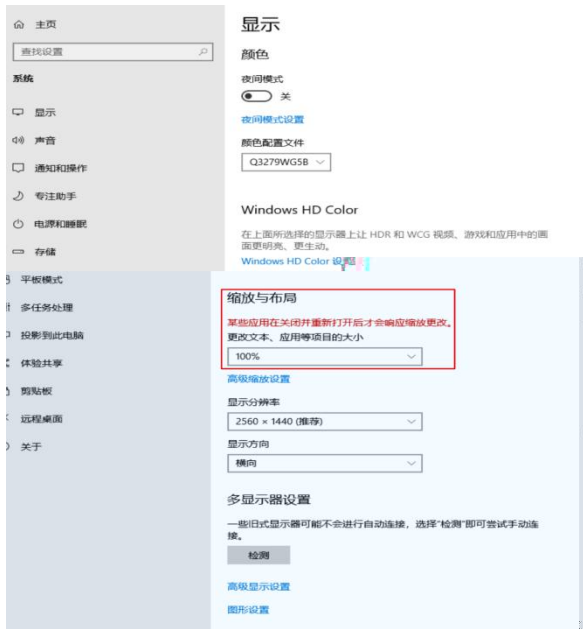 主页
查找设置
系统
显示
声音
通知和操作
专注助手
电源和睡眠
存储
平板模式
多任务处理
投影到此电脑
体验共享
剪贴板
远程桌面
关于
显示
颜色
夜间模式
关
夜间模式设置
颜色配置文件
Q3279WG5B
Windows HD Color
在上面所选择的显示器上让 HDR 和 WCG 视频、游戏和应用中的画
面更明亮、更生动。
Windows HD Color 设置
缩放与布局
某些应用在关闭并重新打开后才会响应缩放更改。
更改文本、应用等项目的大小
100%
高级缩放设置
显示分辨率
2560 × 1440 (推荐)
显示方向
横向
多显示器设置
一些旧式显示器可能不会进行自动连接，选择"检测"即可尝试手动连
接。
检测
高级显示设置
图形设置